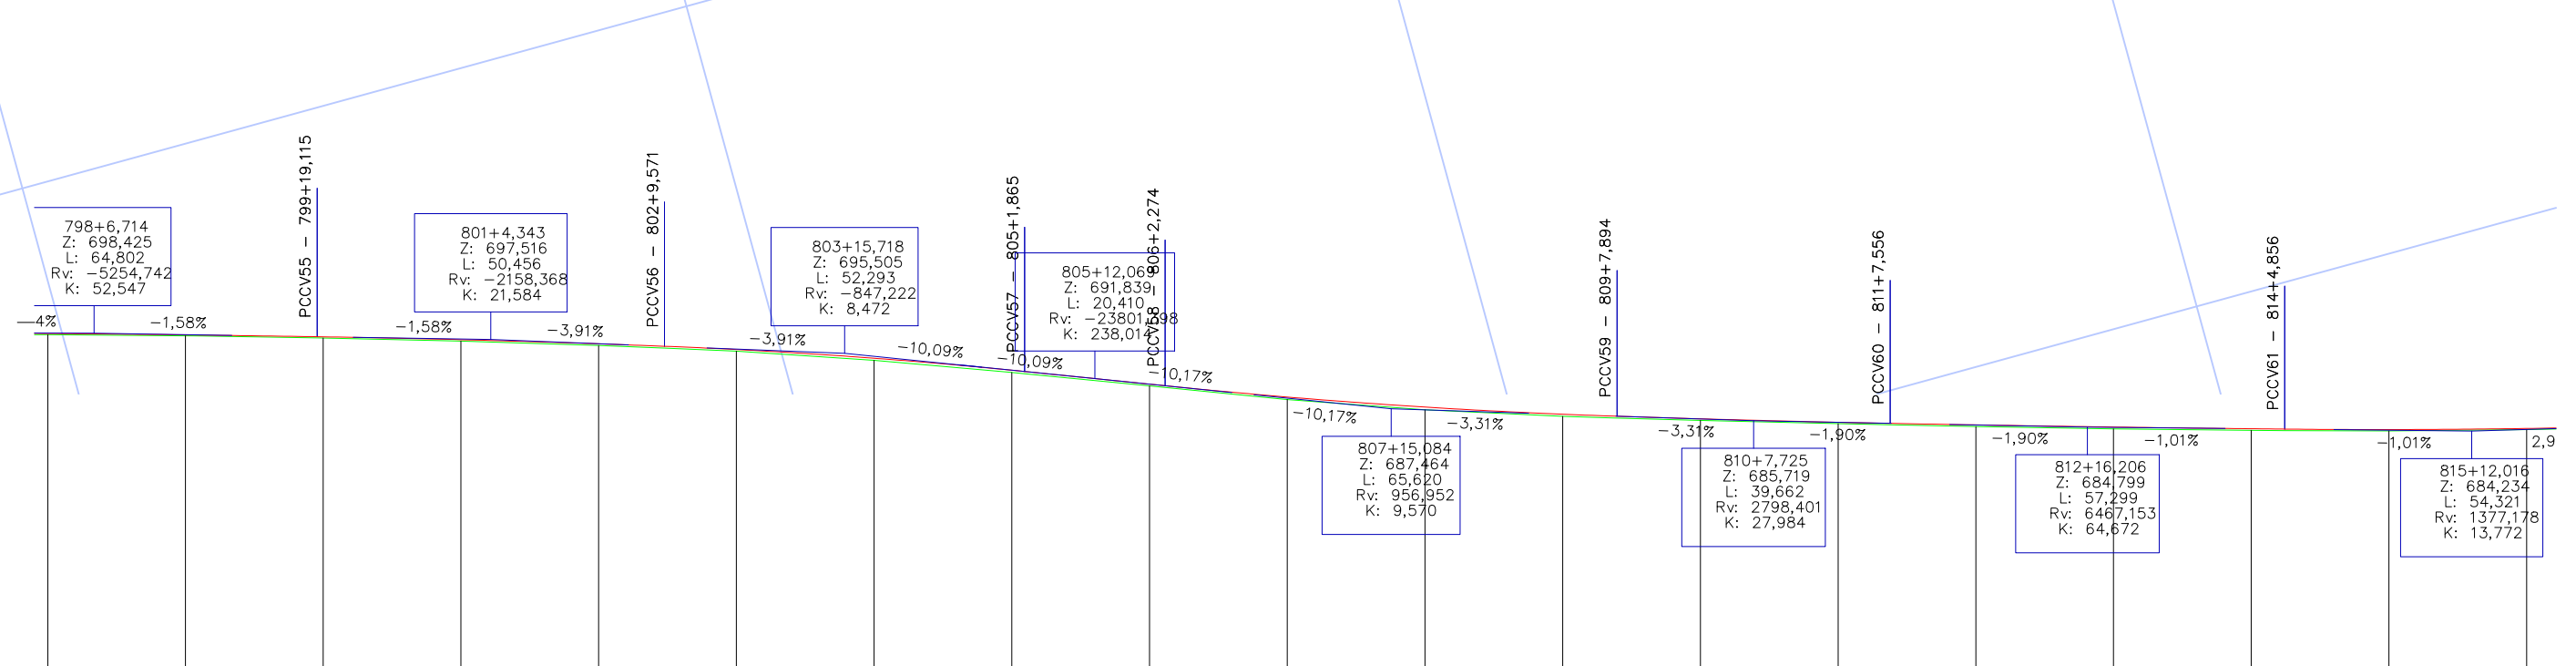 798+6,714
Z: 698,425
L: 64,802
Rv: −5254,742
K: 52,547
−1,58%
PCCV55 − 799+19,115
801+4,343
Z: 697,516
L: 50,456
Rv: −2158,368
K: 21,584
−1,58%
−3,91%
PCCV56 − 802+9,571
803+15,718
Z: 695,505
L: 52,293
Rv: −847,222
K: 8,472
−3,91%
−10,09%
PCCV57 − 805+1,865
805+12,069
Z: 691,839
L: 20,410
K: 238,014
−10,09%
PCCV58 − 806+2,274
−10,17%
−10,17%
807+15,084
Z: 687,464
L: 65,620
Rv: 956,952
K: 9,570
−3,31%
PCCV59 − 809+7,894
−3,31%
810+7,725
Z: 685,719
L: 39,662
Rv: 2798,401
K: 27,984
−1,90%
PCCV60 − 811+7,556
−1,90%
812+16,206
Z: 684,799
L: 57,299
Rv: 6467,153
K: 64,672
−1,01%
PCCV61 − 814+4,856
−1,01%
815+12,016
Z: 684,234
L: 54,321
Rv: 1377,178
K: 13,772
2,9